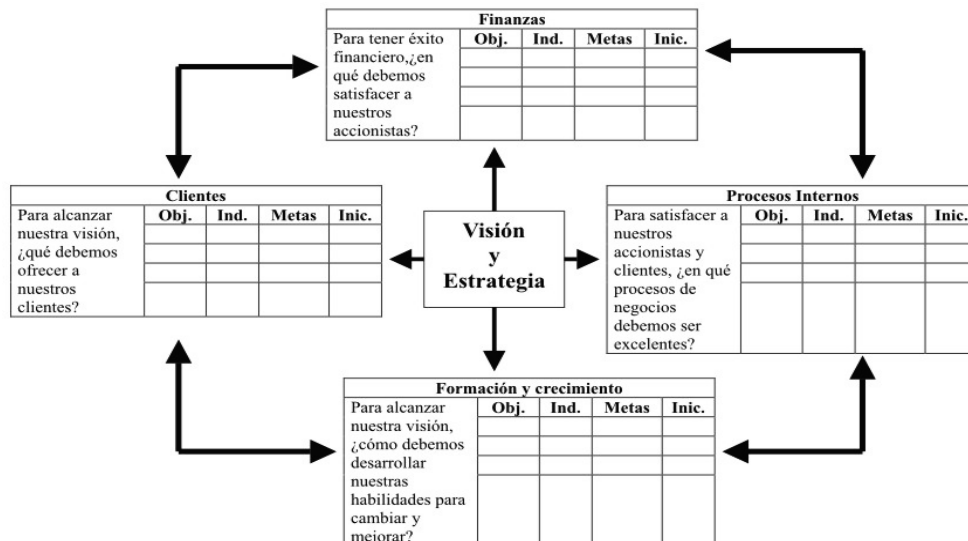 Finanzas
Para tener éxito
financiero,¿en
qué debemos
satisfacer a
nuestros
accionistas?
Obj. Ind. Metas Inic.
Clientes
Para alcanzar
nuestra visión,
¿qué debemos
ofrecer a
nuestros
clientes?
Obj. Ind. Metas Inic.
Visión
y
Estrategia
Procesos Internos
Para satisfacer a
nuestros
accionistas y
clientes, ¿en qué
procesos de
negocios
debemos ser
excelentes?
Obj. Ind. Metas Inic.
Formación y crecimiento
Para alcanzar
nuestra visión,
¿cómo debemos
desarrollar
nuestras
habilidades para
cambiar y
mejorar?
Obj. Ind. Metas Inic.